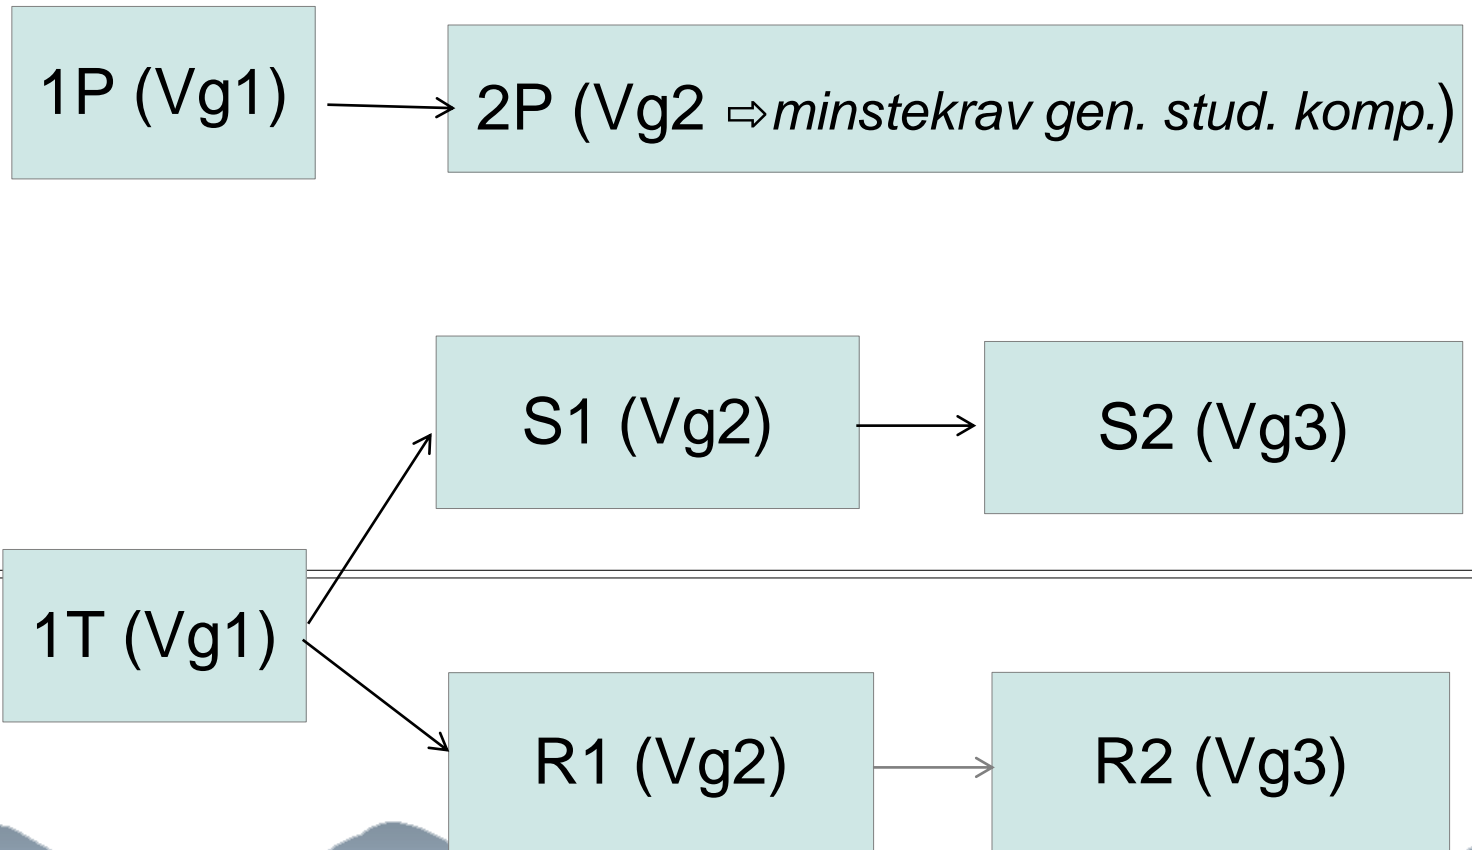 1P (Vg1)
2P (Vg2 ⇨minstekrav gen. stud. komp.)
S1 (Vg2)
S2 (Vg3)
1T (Vg1)
R1 (Vg2)
R2 (Vg3)